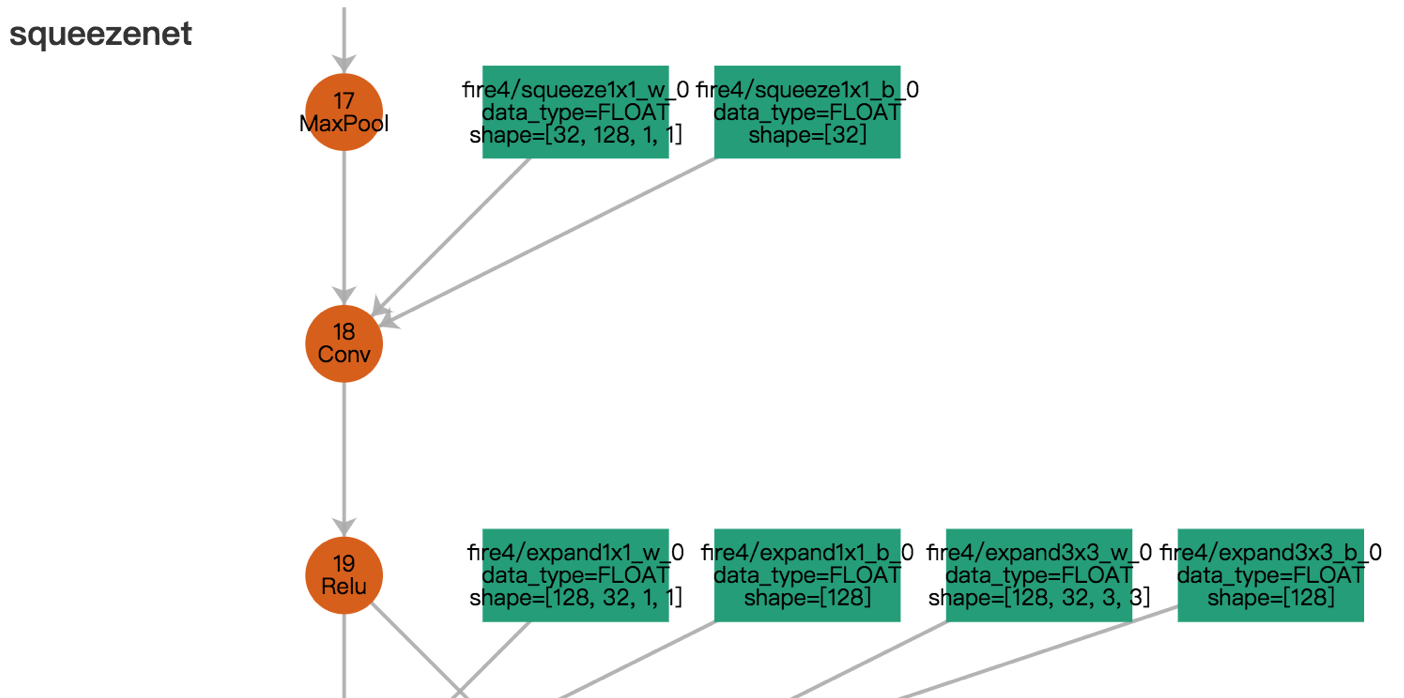 squeezenet
17
MaxPool
fire4/squeeze1x1_w_0
data_type=FLOAT
shape=[32, 128, 1, 1]
fire4/squeeze1x1_b_0
data_type=FLOAT
shape=[32]
18
Conv
19
Relu
fire4/expand1x1_w_0
data_type=FLOAT
shape=[128, 32, 1, 1]
fire4/expand1x1_b_0
data_type=FLOAT
shape=[128]
fire4/expand3x3_w_0
data_type=FLOAT
shape=[128, 32, 3, 3]
fire4/expand3x3_b_0
data_type=FLOAT
shape=[128]